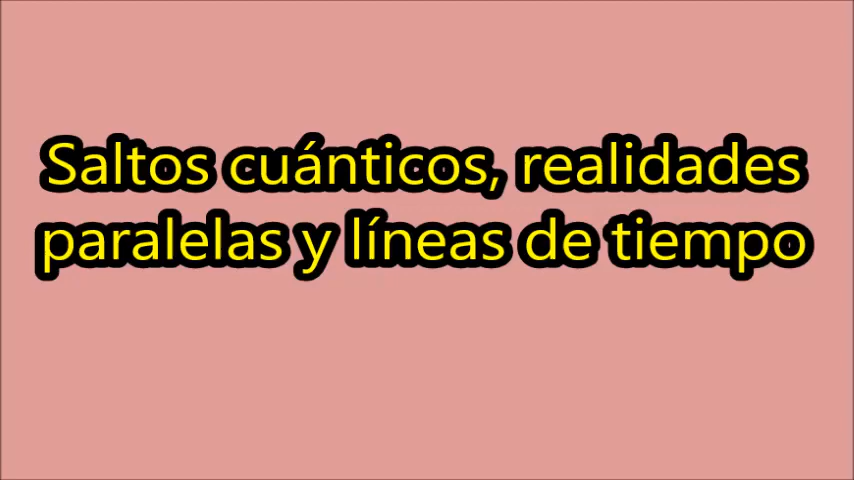 Saltos cuánticos, realidades
paralelas y líneas de tiempo